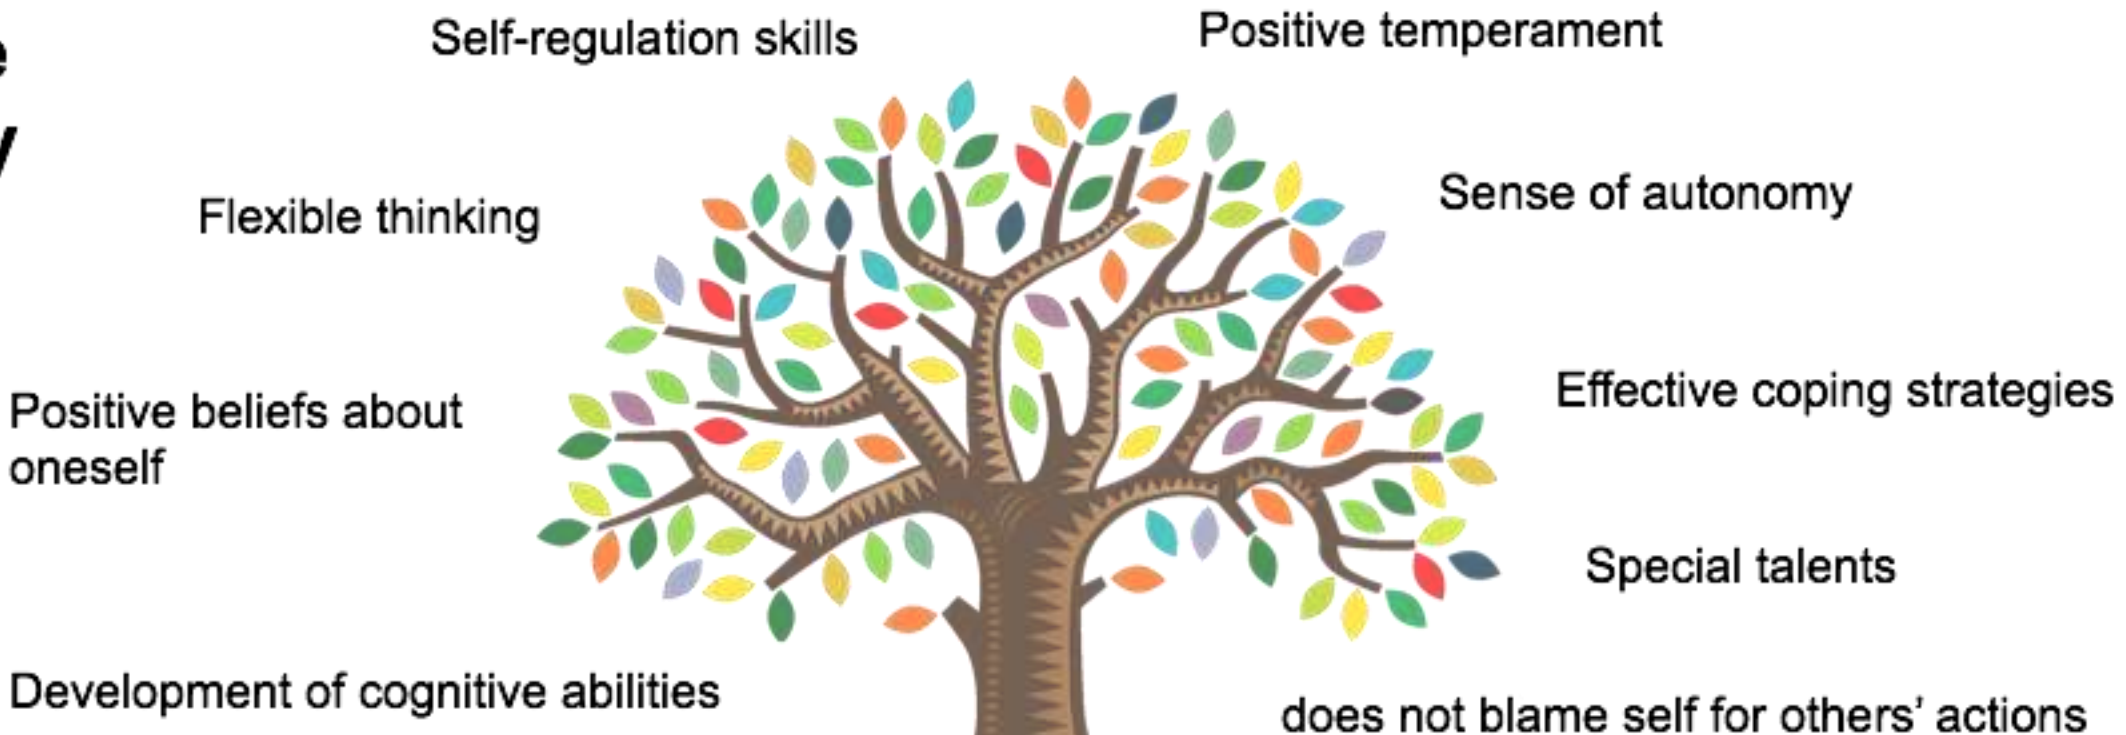 Self-regulation skills
Positive temperament
Flexible thinking
Sense of autonomy
Positive beliefs about
oneself
Effective coping strategies
Special talents
Development of cognitive abilities
does not blame self for others’ actions